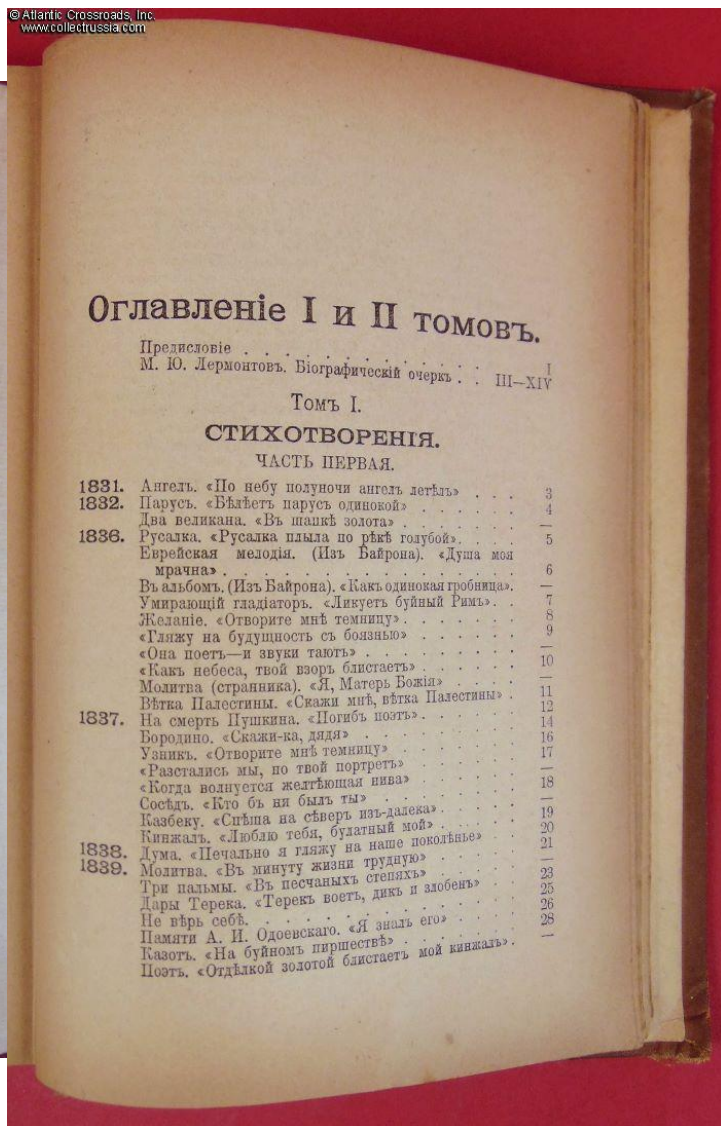 © Atlantic Crossroads, Inc.
www.collectrussia.com
Оглавленіе I и II томовъ.
Предисловіе . . . . . . . . . . . . I
М. Ю. Лермонтовъ. Біографическій очеркъ . . III—XIV
Томъ I.
СТИХОТВОРЕНІЯ.
ЧАСТЬ ПЕРВАЯ.
1831. Ангелъ. «По небу полуночи ангелъ летѣлъ» . . . 3
1832. Парусъ. «Бѣлѣетъ парусъ одинокой» . . . . . 4
Два великана. «Въ шапкѣ золота» . . . . . . —
1836. Русалка. «Русалка плыла по рѣкѣ голубой». . . . 5
Еврейская мелодія. (Изъ Байрона). «Душа моя
мрачна» . . . . . . . . . . . . . . 6
Въ альбомъ. (Изъ Байрона). «Какъ одинокая гробница». —
Умирающій гладіаторъ. «Ликуетъ буйный Римъ». . . 7
Желаніе. «Отворите мнѣ темницу» . . . . . . 8
«Гляжу на будущность съ боязнью» . . . . . . 9
«Она поетъ—и звуки таютъ» . . . . . . . . —
«Какъ небеса, твой взоръ блистаетъ» . . . . . . 10
Молитва (странника). «Я, Матерь Божія» . . . . —
Вѣтка Палестины. «Скажи мнѣ, вѣтка Палестины» . 11
1837. На смерть Пушкина. «Погибъ поэтъ». . . . . . 12
Бородино. «Скажи-ка, дядя» . . . . . . . . 14
Узникъ. «Отворите мнѣ темницу» . . . . . . 16
«Разстались мы, но твой портретъ» . . . . . . 17
«Когда волнуется желтѣющая нива» . . . . . . —
Сосѣдъ. «Кто бъ ни былъ ты» . . . . . . . 18
Казбеку. «Спѣша на сѣверъ изъ-далека» . . . . . —
Кинжалъ. «Люблю тебя, булатный мой» . . . . . 19
1838. Дума. «Печально я гляжу на наше поколѣнье» . . 20
1839. Молитва. «Въ минуту жизни трудную» . . . . . 21
Три пальмы. «Въ песчаныхъ степяхъ» . . . . . —
Дары Терека. «Терекъ воетъ, дикъ и злобенъ» . . 23
Не вѣрь себѣ. . . . . . . . . . . . . 25
Памяти А. И. Одоевскаго. «Я зналъ его» . . . . 26
Казотъ. «На буйномъ пиршествѣ» . . . . . . 28
Поэтъ. «Отдѣлкой золотой блистаетъ мой кинжалъ». —